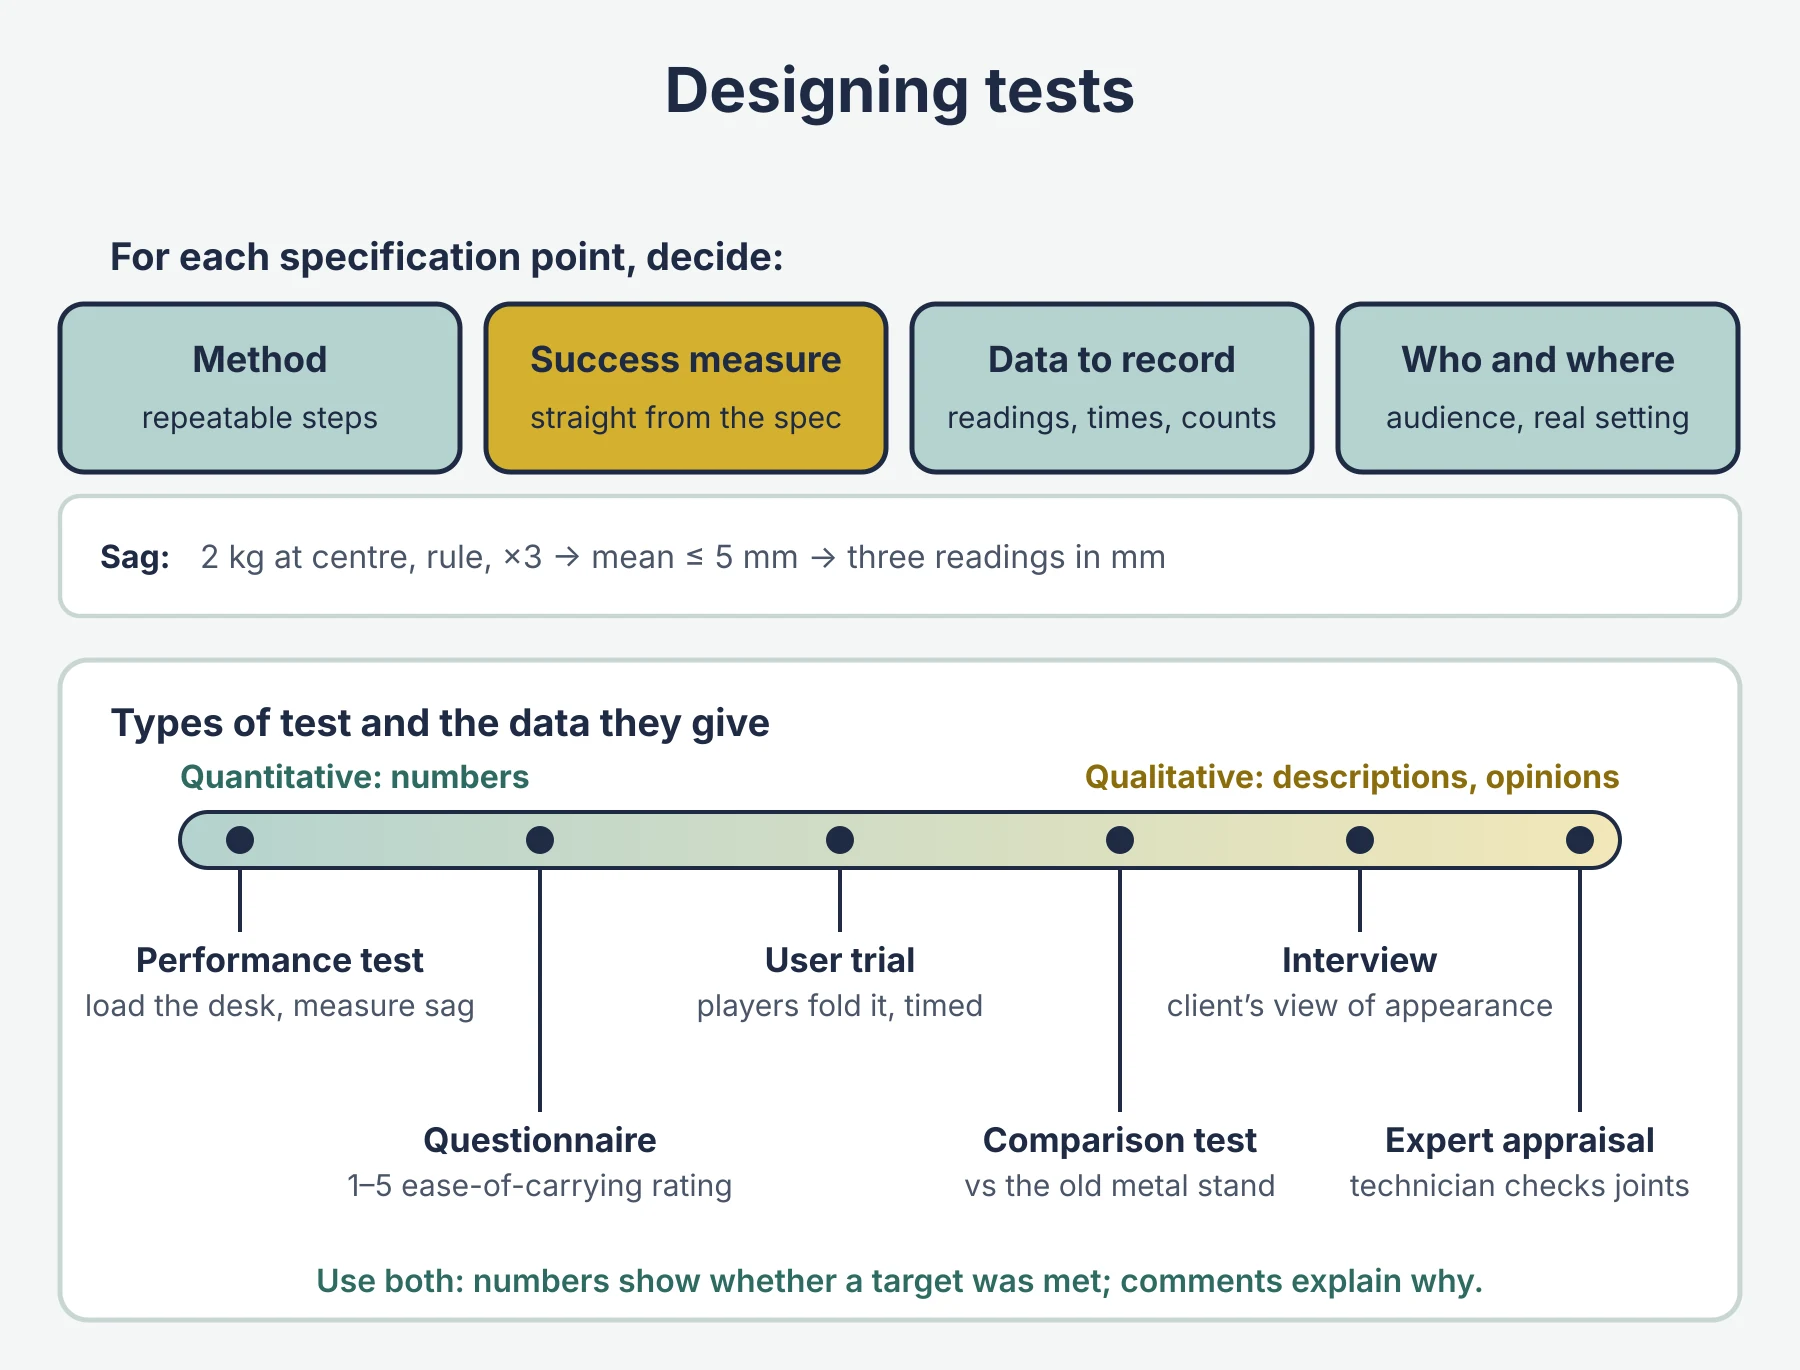 Designing tests
For each specification point, decide:
Method
repeatable steps
Success measure
straight from the spec
Data to record
readings, times, counts
Who and where
audience, real setting
Sag: 2 kg at centre, rule, ×3 → mean ≤ 5 mm → three readings in mm
Types of test and the data they give
Quantitative: numbers
Qualitative: descriptions, opinions
Performance test
load the desk, measure sag
User trial
players fold it, timed
Interview
client’s view of appearance
Questionnaire
1–5 ease-of-carrying rating
Comparison test
vs the old metal stand
Expert appraisal
technician checks joints
Use both: numbers show whether a target was met; comments explain why.